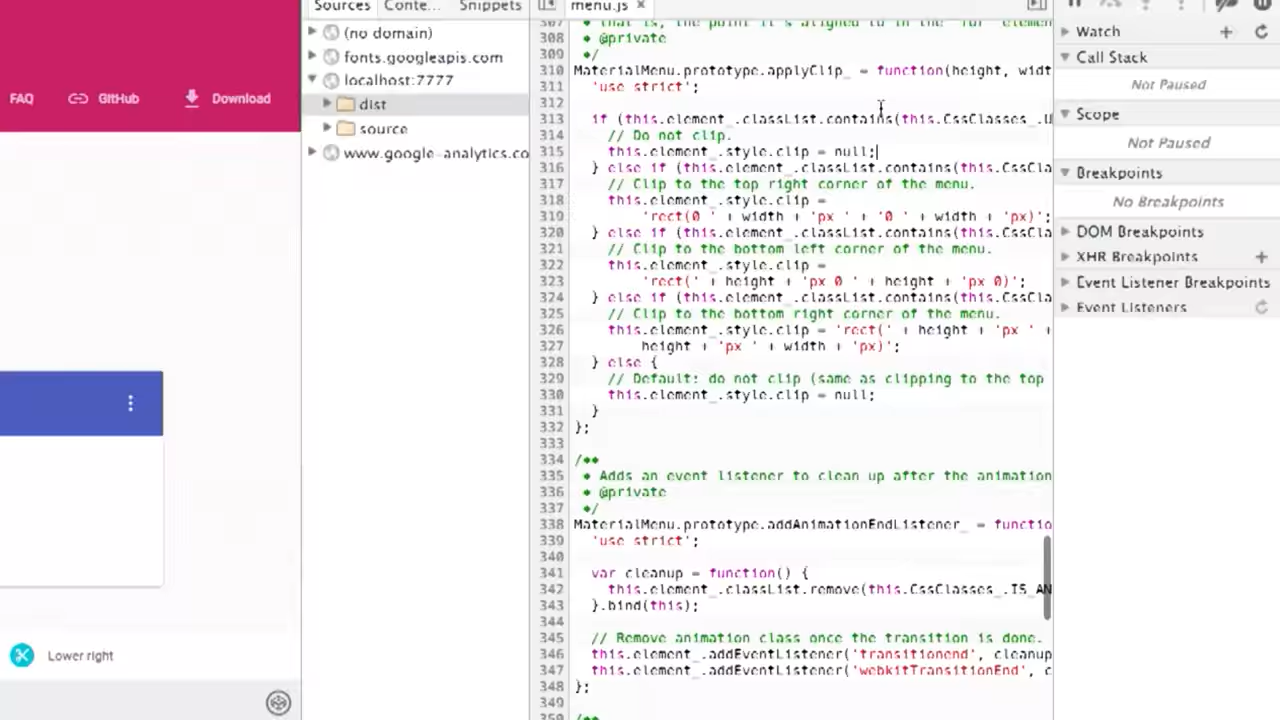 Sources
Conte...
Snippets
menu.js ×
FAQ
GitHub
Download
Lower right
(no domain)
fonts.googleapis.com
localhost:7777
dist
source
www.google-analytics.co
308 * @private
309 */
310 MaterialMenu.prototype.applyClip_ = function(height, widt
311 'use strict';
312
313 if (this.element_.classList.contains(this.CssClasses_.U
314 // Do not clip.
315 this.element_.style.clip = null;
316 } else if (this.element_.classList.contains(this.CssCla
317 // Clip to the top right corner of the menu.
318 this.element_.style.clip =
319 'rect(0 ' + width + 'px ' + '0 ' + width + 'px)';
320 } else if (this.element_.classList.contains(this.CssCla
321 // Clip to the bottom left corner of the menu.
322 this.element_.style.clip =
323 'rect(' + height + 'px 0 ' + height + 'px 0)';
324 } else if (this.element_.classList.contains(this.CssCla
325 // Clip to the bottom right corner of the menu.
326 this.element_.style.clip = 'rect(' + height + 'px ' +
327 height + 'px ' + width + 'px)';
328 } else {
329 // Default: do not clip (same as clipping to the top
330 this.element_.style.clip = null;
331 }
332 };
333
334 /**
335 * Adds an event listener to clean up after the animation
336 * @private
337 */
338 MaterialMenu.prototype.addAnimationEndListener_ = functio
339 'use strict';
340
341 var cleanup = function() {
342 this.element_.classList.remove(this.CssClasses_.IS_AN
343 }.bind(this);
344
345 // Remove animation class once the transition is done.
346 this.element_.addEventListener('transitionend', cleanup
347 this.element_.addEventListener('webkitTransitionEnd', c
348 };
349
350 /**
Watch
Call Stack
Not Paused
Scope
Not Paused
Breakpoints
No Breakpoints
DOM Breakpoints
XHR Breakpoints
Event Listener Breakpoints
Event Listeners